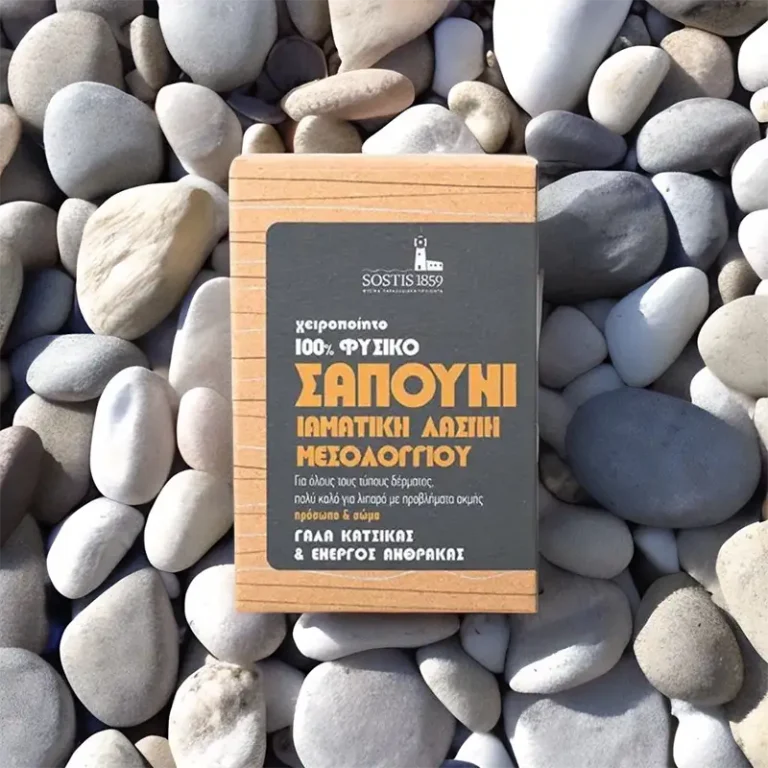 SOSTIS 1859
χειροποίητο
100% ΦΥΣΙΚΟ
ΣΑΠΟΥΝΙ
ΙΑΜΑΤΙΚΗ ΛΑΣΠΗ
ΜΕΣΟΛΟΓΓΙΟΥ
Για όλους τους τύπους δέρματος,
πολύ καλό για λιπαρό με προβλήματα ακμής
πρόσωπο & σώμα
ΓΑΛΑ ΚΑΤΣΙΚΑΣ
& ΕΝΕΡΓΟΣ ΑΝΘΡΑΚΑΣ